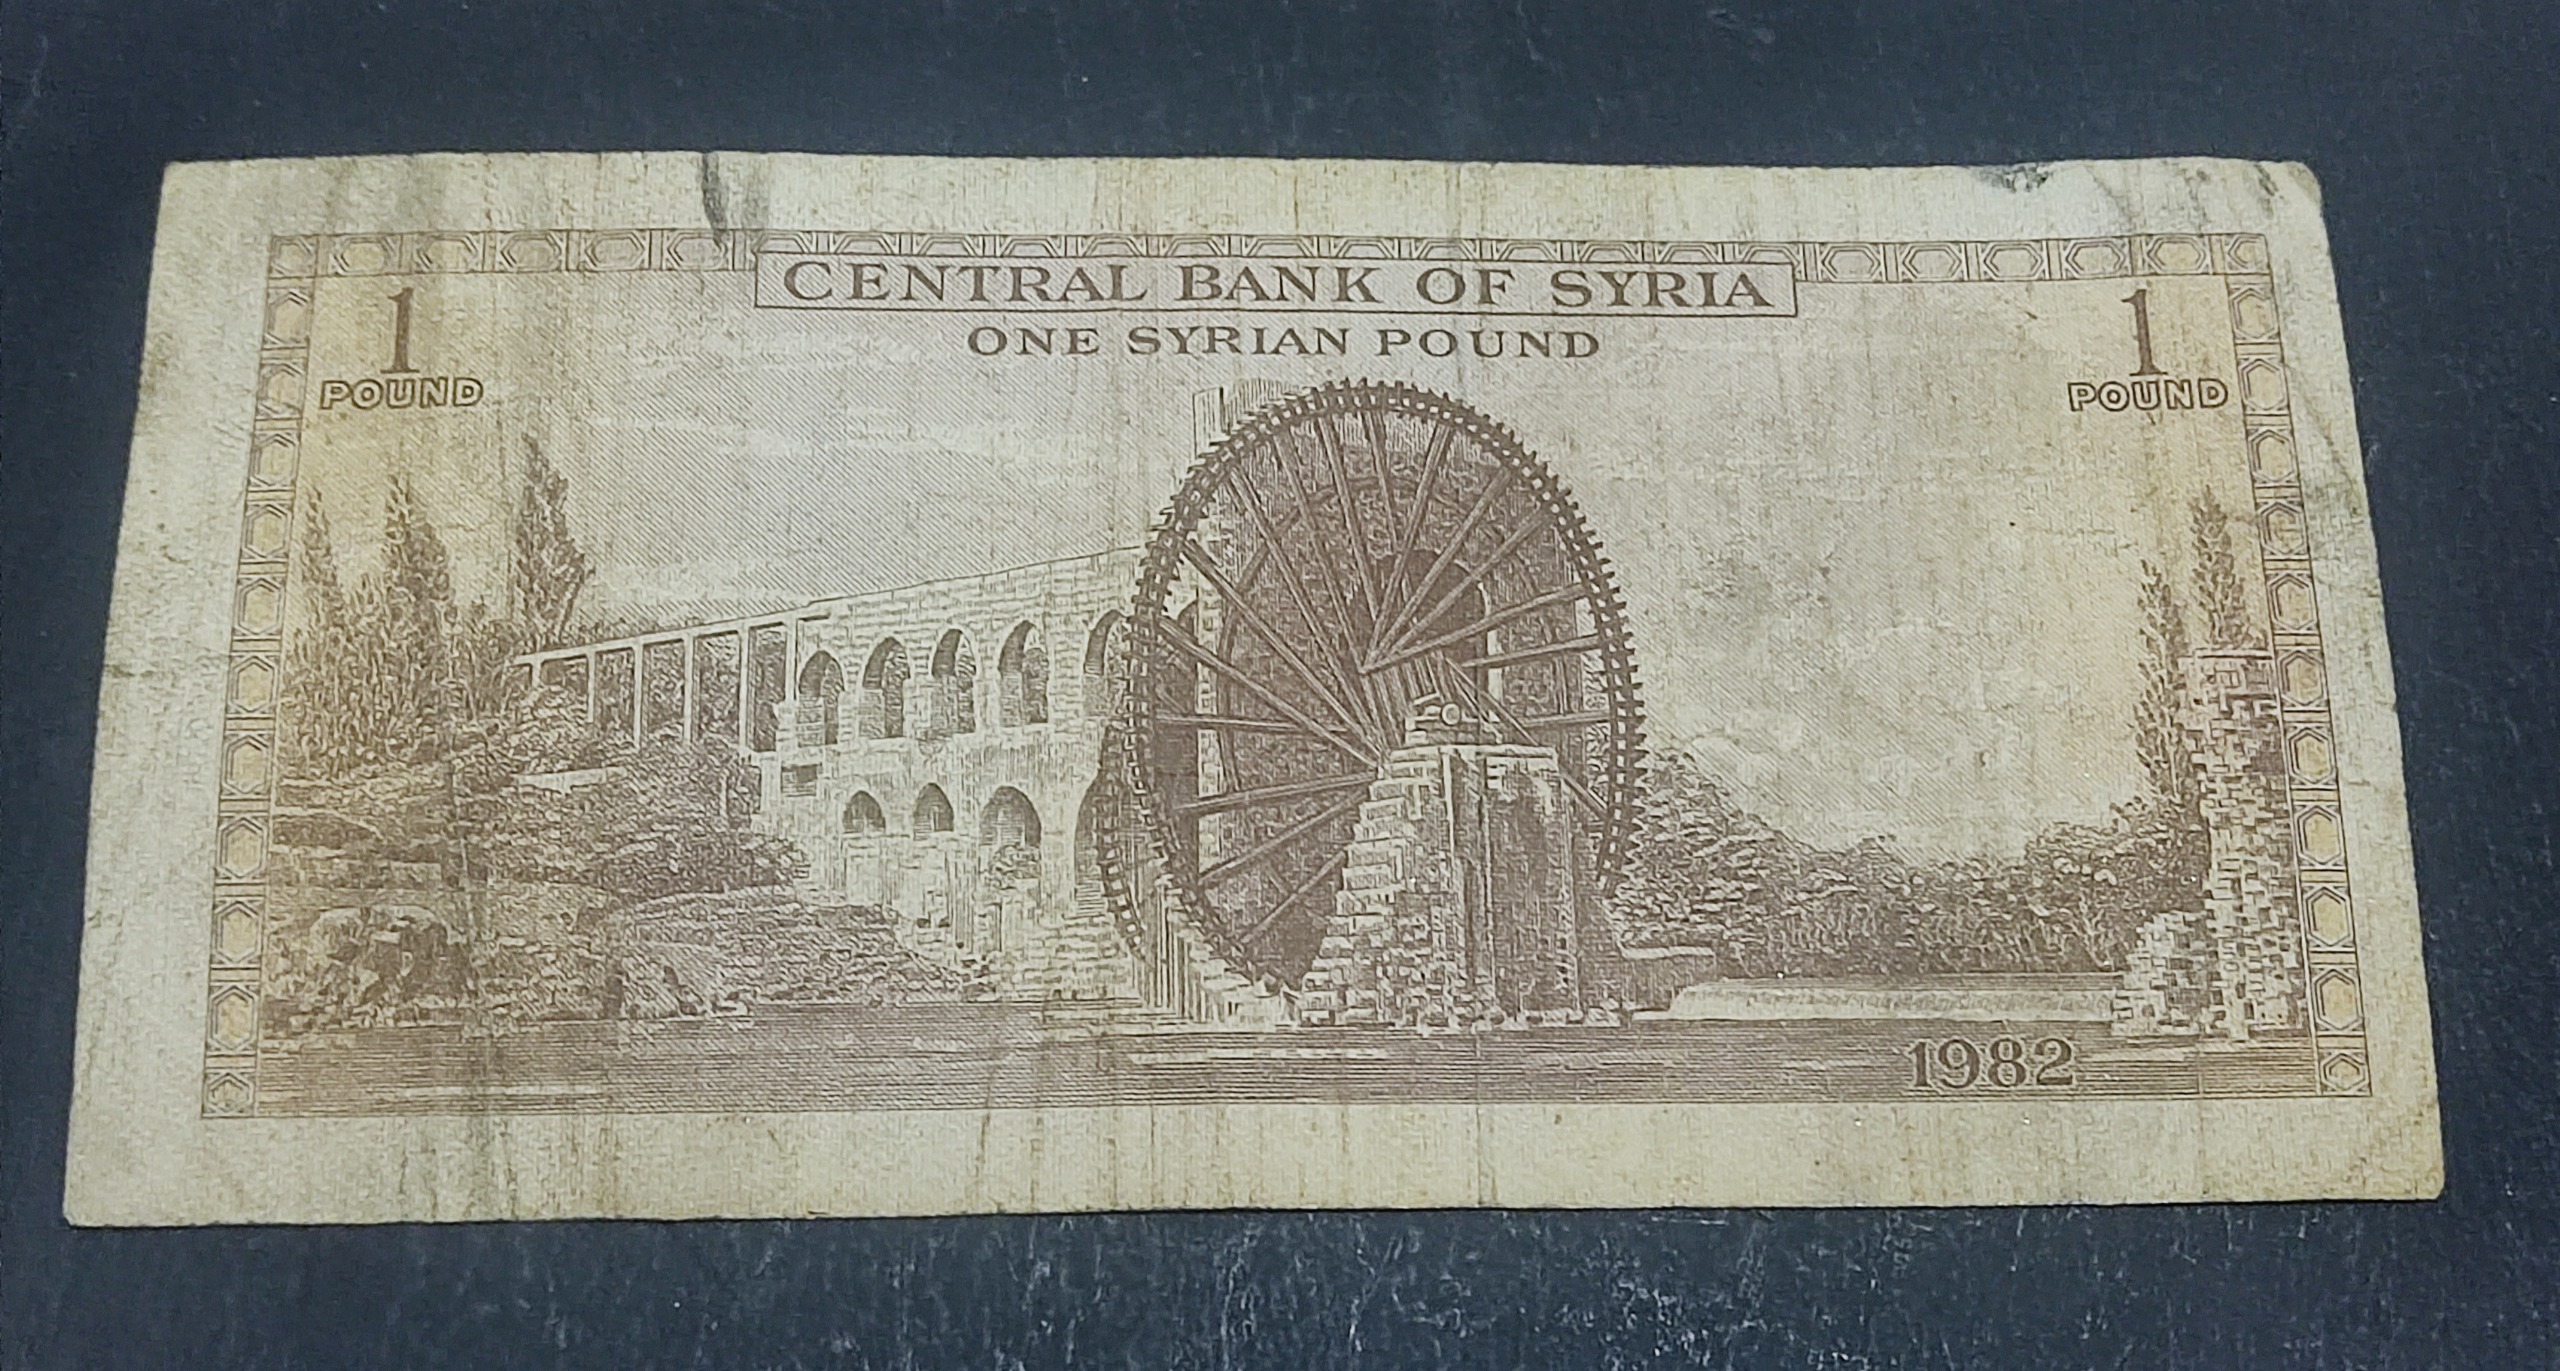 CENTRAL BANK OF SYRIA
ONE SYRIAN POUND
1
POUND
1
POUND
1982